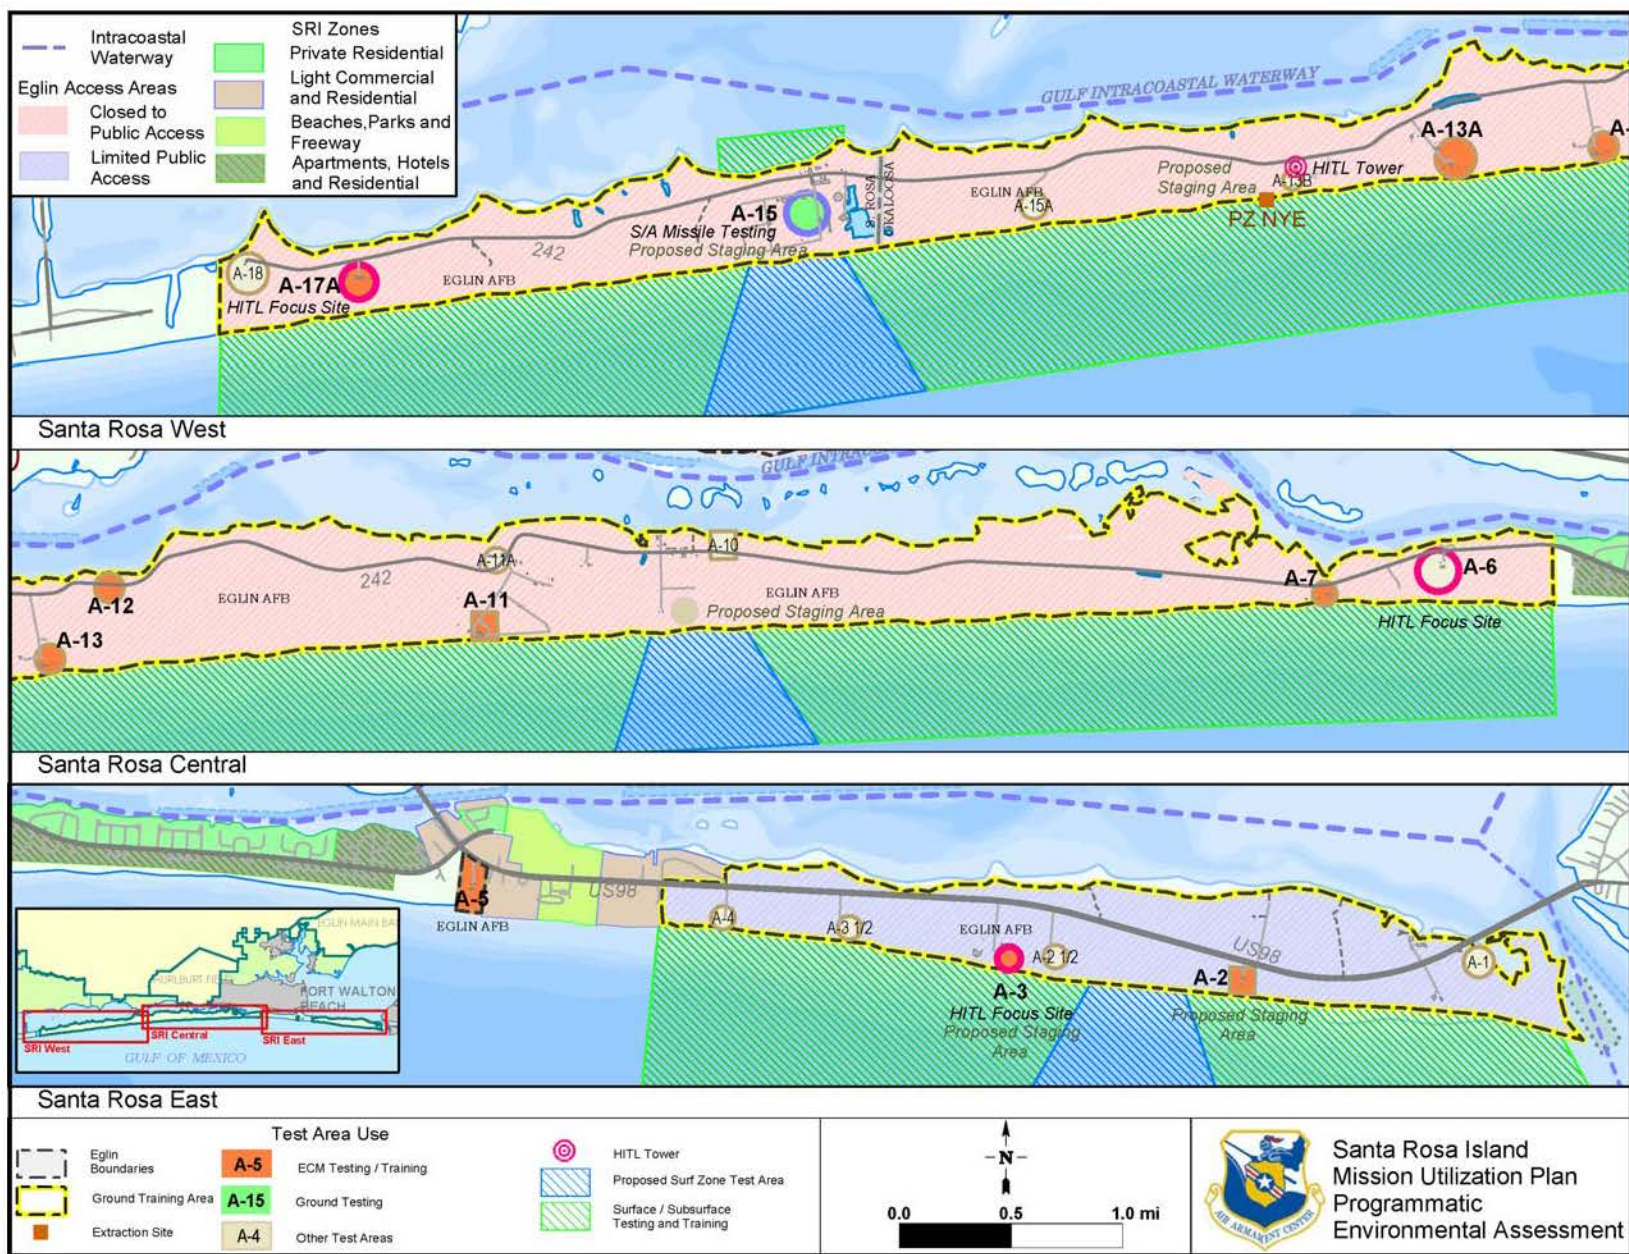 Intracoastal
Waterway
Eglin Access Areas
Closed to
Public Access
Limited Public
Access
SRI Zones
Private Residential
Light Commercial
and Residential
Beaches,Parks and
Freeway
Apartments, Hotels
and Residential
GULF INTRACOASTAL WATERWAY
A-13A
A-
HITL Tower
A-13B
Proposed
Staging Area
PZ NYE
EGLIN AFB
A-15A
S. ROSA
OKALOOSA
A-15
S/A Missile Testing
Proposed Staging Area
242
EGLIN AFB
A-18
A-17A
HITL Focus Site
Santa Rosa West
GULF INTRACO
A-10
A-11A
242
EGLIN AFB
A-12
A-11
A-13
EGLIN AFB
Proposed Staging Area
A-7
A-6
HITL Focus Site
Santa Rosa Central
A-5
EGLIN AFB
US98
A-4
A-3 1/2
EGLIN AFB
A-2 1/2
A-3
HITL Focus Site
Proposed Staging
Area
US98
A-2
Proposed Staging
Area
A-1
EGLIN MAIN BA
HURLBURT FIE
FORT WALTON
BEACH
SRI West
SRI Central
SRI East
GULF OF MEXICO
Santa Rosa East
Eglin
Boundaries
Ground Training Area
Extraction Site
Test Area Use
A-5
ECM Testing / Training
A-15
Ground Testing
A-4
Other Test Areas
HITL Tower
Proposed Surf Zone Test Area
Surface / Subsurface
Testing and Training
N
0.0
0.5
1.0 mi
AIR ARMAMENT CENTER
Santa Rosa Island
Mission Utilization Plan
Programmatic
Environmental Assessment